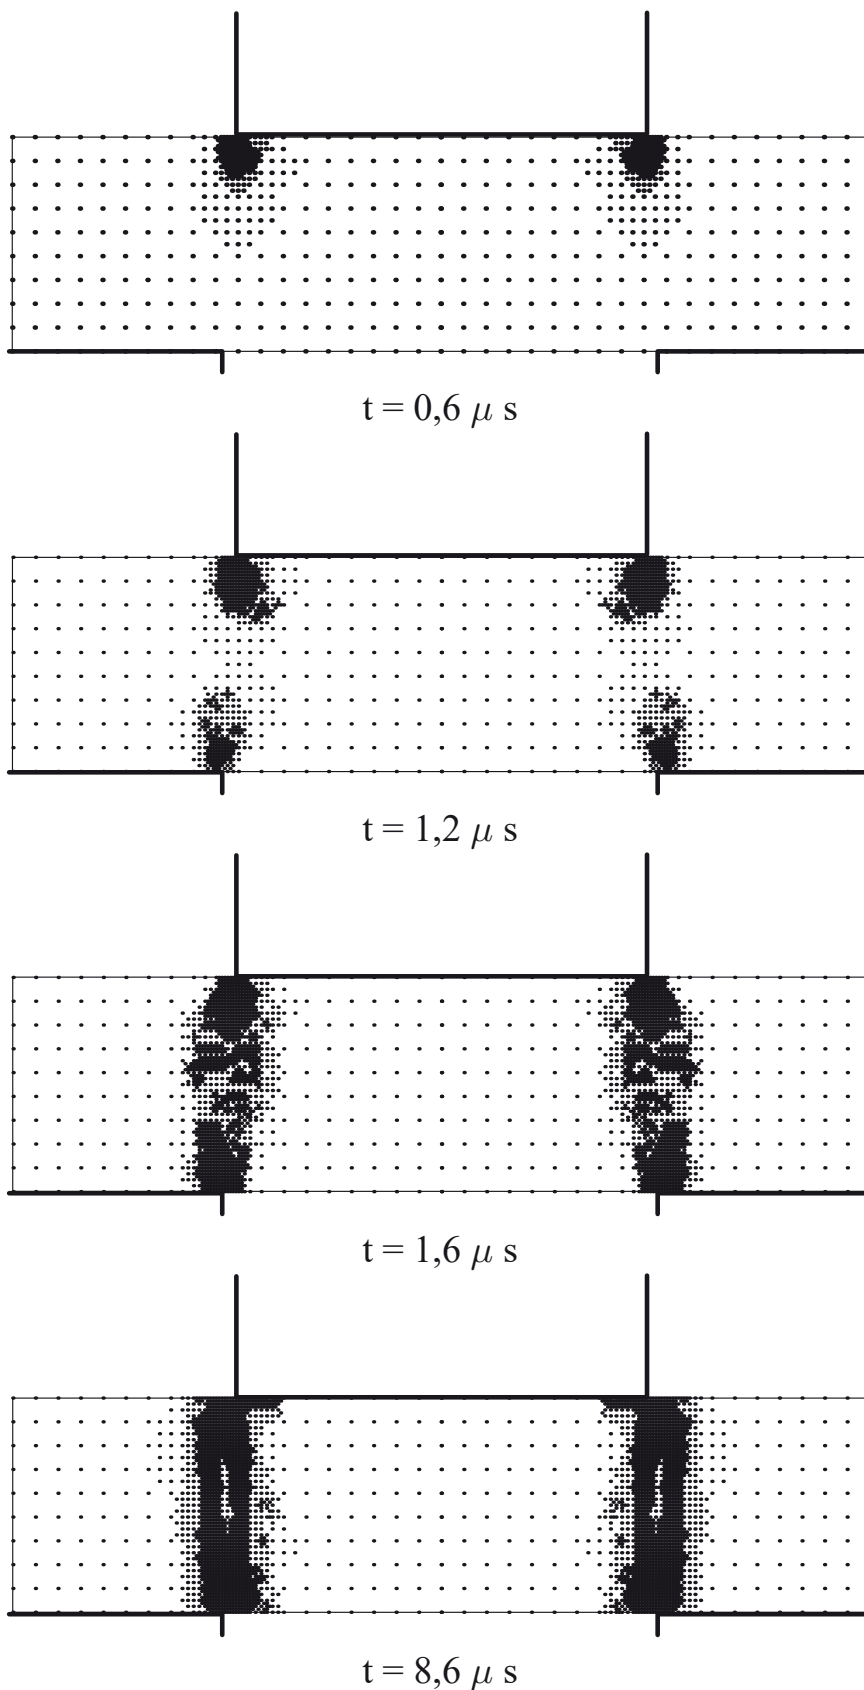 t = 0,6 μ s
t = 1,2 μ s
t = 1,6 μ s
t = 8,6 μ s